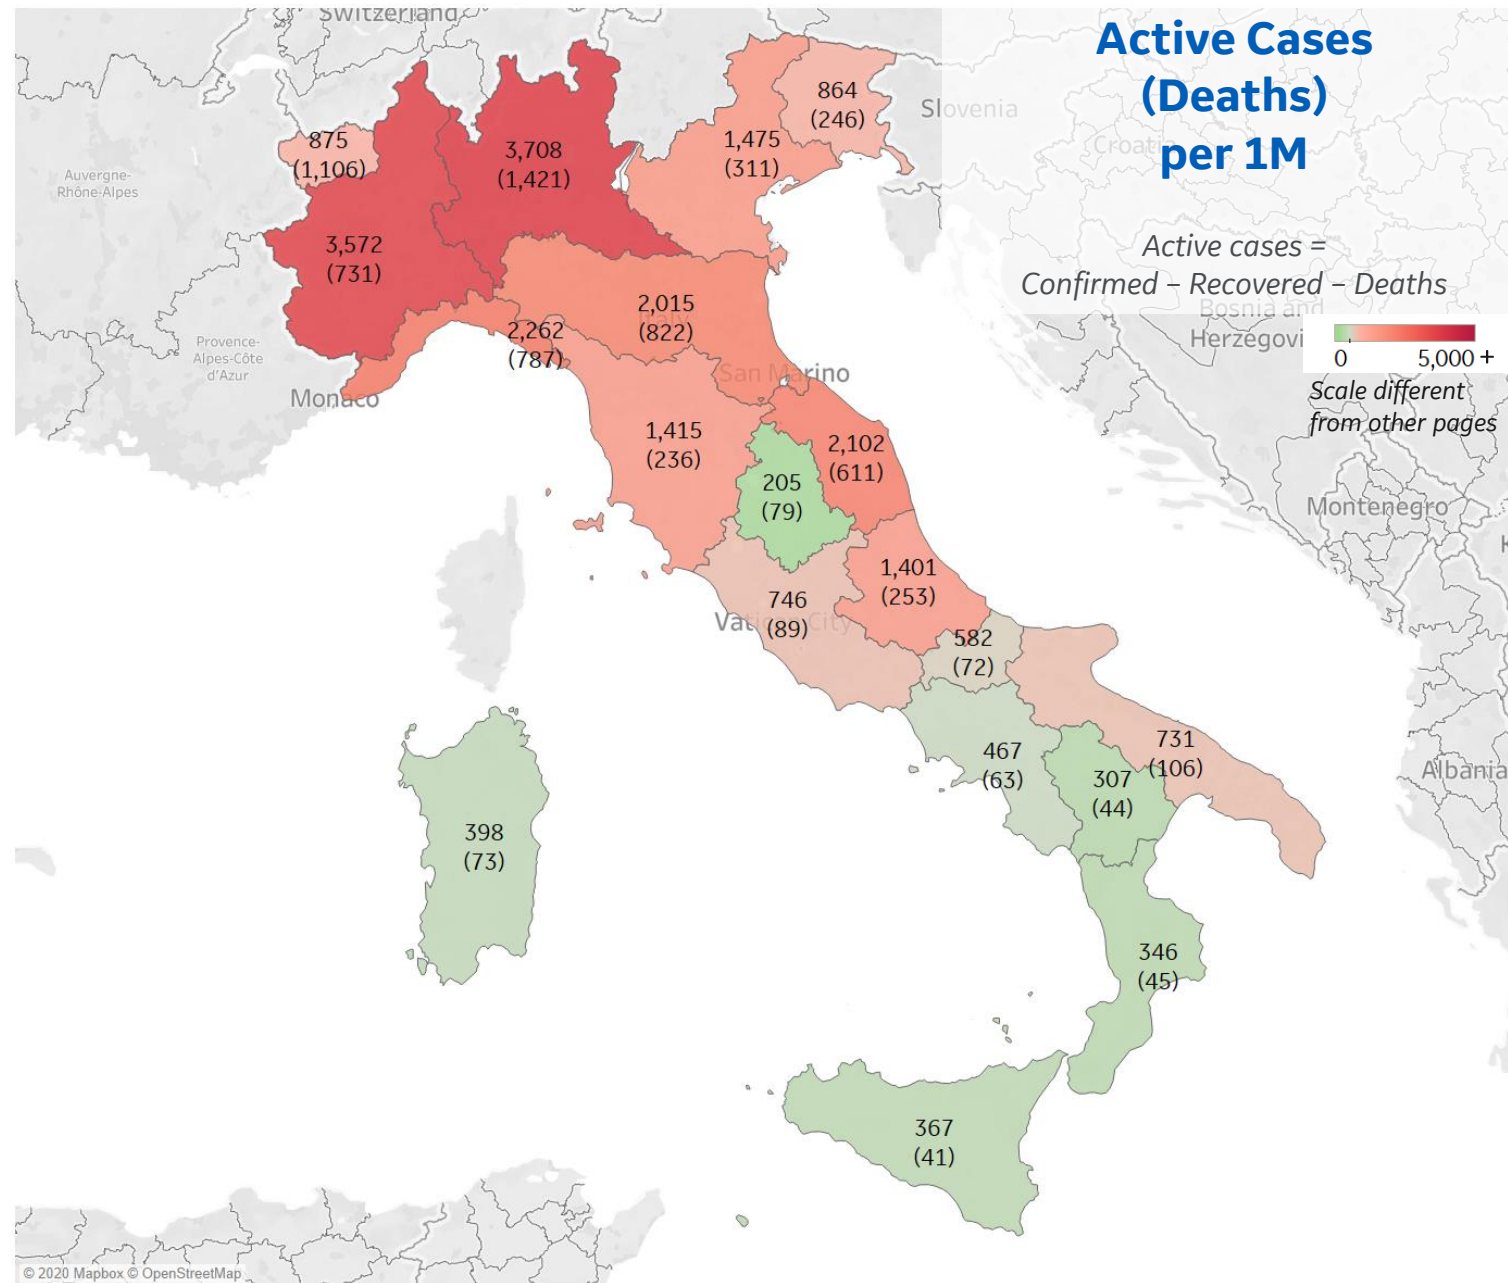 Switzerland
Active Cases
(Deaths)
per 1M
864
(246)
Slovenia
875
(1,106)
3,708
(1,421)
1,475
(311)
Croatia
Auvergne-
Rhône-Alpes
3,572
(731)
Active cases =
Confirmed – Recovered – Deaths
2,015
(822)
Italy
Bosnia and
Herzegovi
2,262
(787)
Provence-
Alpes-Côte
d'Azur
0
5,000 +
San Marino
Monaco
Scale different
from other pages
1,415
(236)
2,102
(611)
205
(79)
Montenegro
K
1,401
(253)
746
(89)
Vatican City
582
(72)
731
(106)
467
(63)
307
(44)
Albania
398
(73)
346
(45)
367
(41)
© 2020 Mapbox © OpenStreetMap